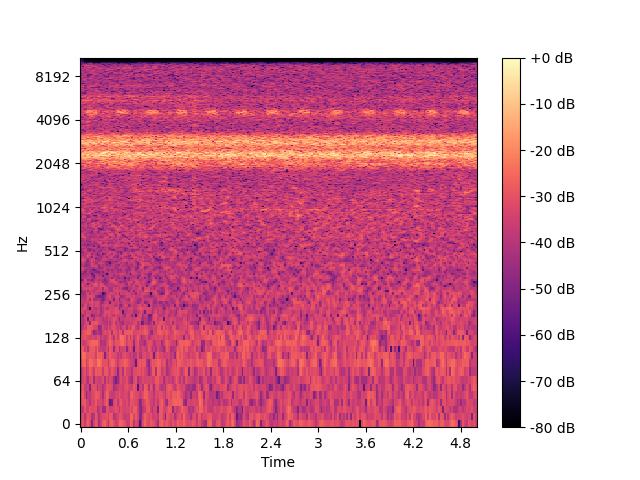 8192
4096
2048
1024
512
256
128
64
0
Hz
0 0.6 1.2 1.8 2.4 3 3.6 4.2 4.8
Time
+0 dB
-10 dB
-20 dB
-30 dB
-40 dB
-50 dB
-60 dB
-70 dB
-80 dB